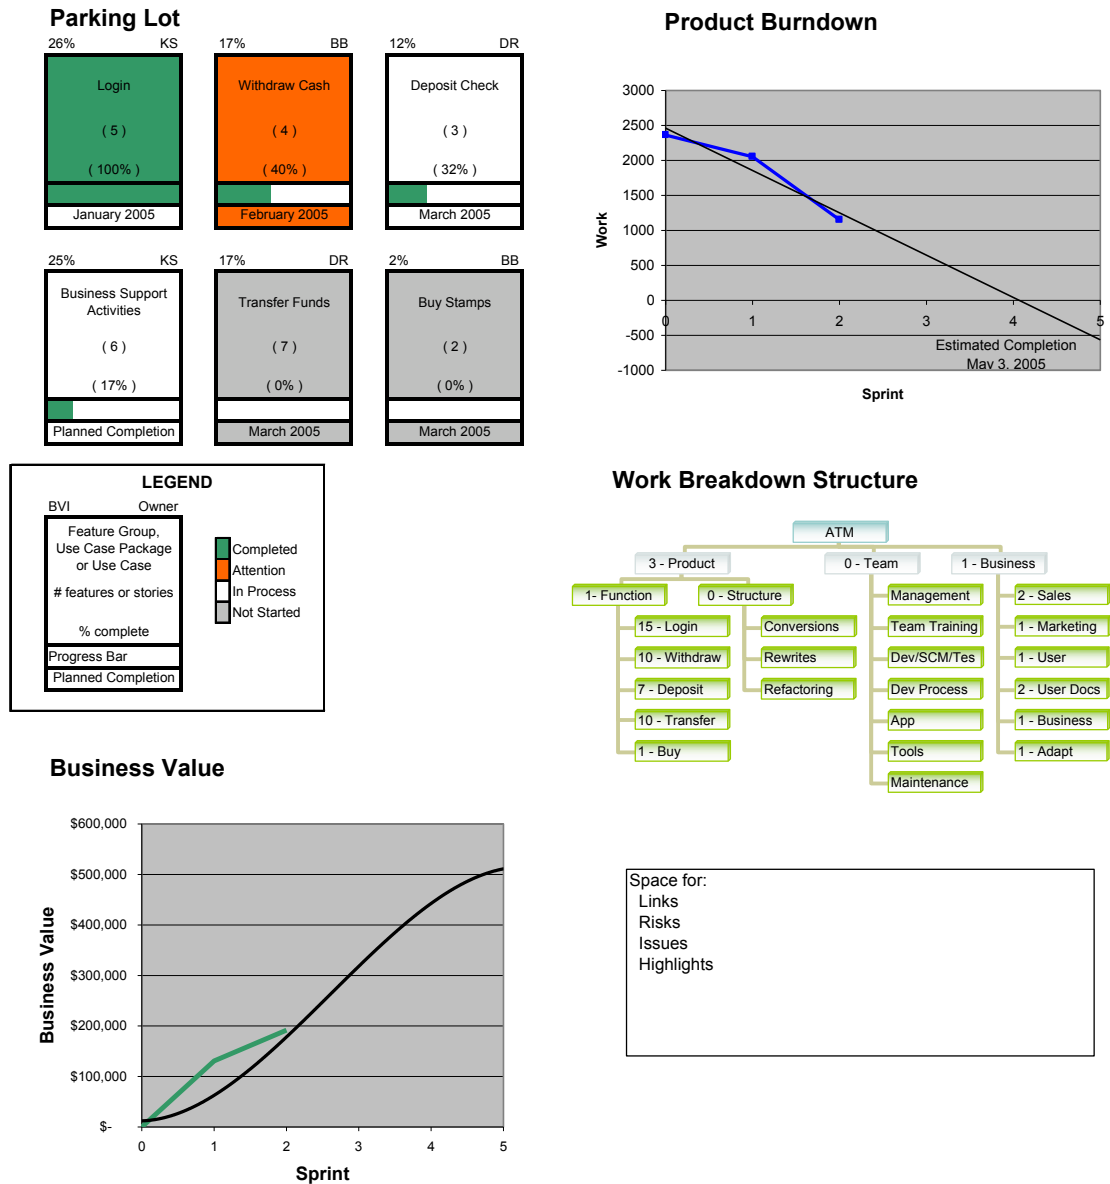 Parking Lot
26% KS
Login
( 5 )
( 100% )
January 2005
17% BB
Withdraw Cash
( 4 )
( 40% )
February 2005
12% DR
Deposit Check
( 3 )
( 32% )
March 2005
25% KS
Business Support
Activities
( 6 )
( 17% )
Planned Completion
17% DR
Transfer Funds
( 7 )
( 0% )
March 2005
2% BB
Buy Stamps
( 2 )
( 0% )
March 2005
LEGEND
BVI Owner
Feature Group,
Use Case Package
or Use Case
# features or stories
% complete
Progress Bar
Planned Completion
Completed
Attention
In Process
Not Started
Product Burndown
3000
2500
2000
1500
1000
500
0
-500
-1000
Work
0 1 2 3 4 5
Estimated Completion
May 3, 2005
Sprint
Work Breakdown Structure
ATM
3 - Product
0 - Team
1 - Business
1- Function
0 - Structure
15 - Login
10 - Withdraw
7 - Deposit
10 - Transfer
1 - Buy
Conversions
Rewrites
Refactoring
Management
Team Training
Dev/SCM/Tes
Dev Process
App
Tools
Maintenance
2 - Sales
1 - Marketing
1 - User
2 - User Docs
1 - Business
1 - Adapt
Business Value
$600,000
$500,000
$400,000
$300,000
$200,000
$100,000
$-
Business Value
0 1 2 3 4 5
Sprint
Space for:
Links
Risks
Issues
Highlights